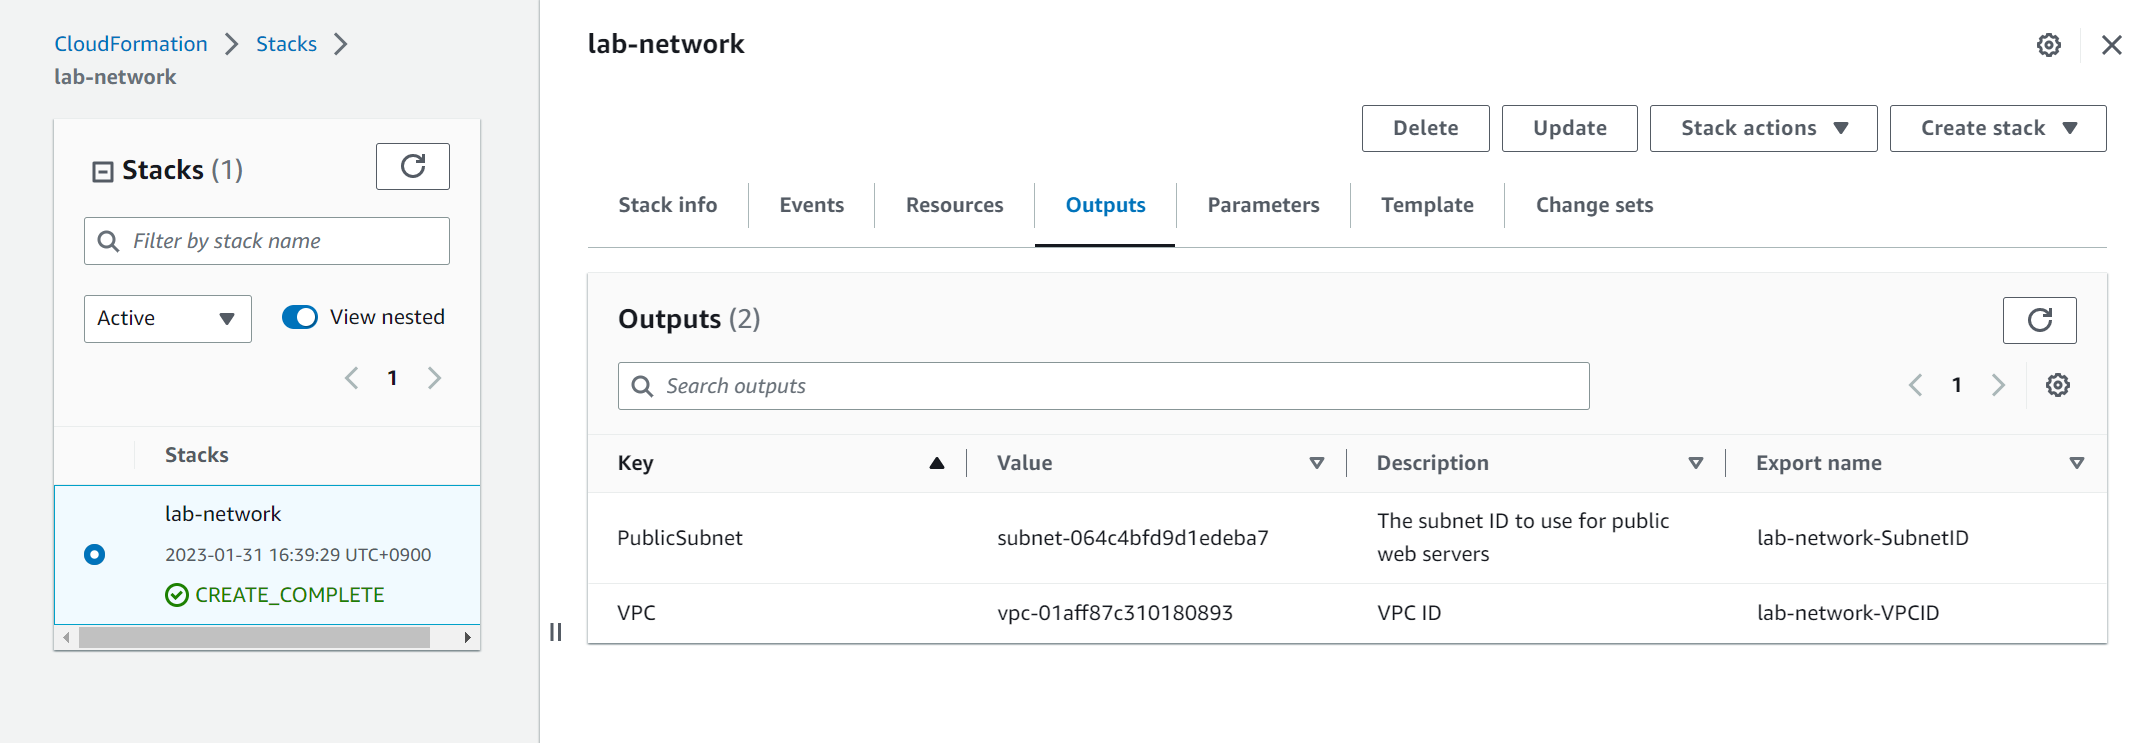 CloudFormation Stacks
lab-network
Stacks (1)
Filter by stack name
Active View nested
1
Stacks
lab-network
2023-01-31 16:39:29 UTC+0900
CREATE_COMPLETE
lab-network
Delete Update Stack actions Create stack
Stack info Events Resources Outputs Parameters Template Change sets
Outputs (2)
Search outputs
1
Key Value Description Export name
PublicSubnet subnet-064c4bfd9d1edeba7 The subnet ID to use for public web servers lab-network-SubnetID
VPC vpc-01aff87c310180893 VPC ID lab-network-VPCID